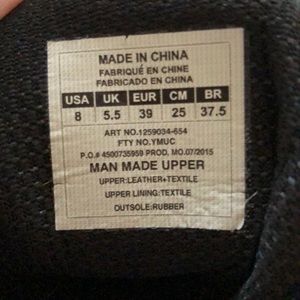 MADE IN CHINA
FABRIQUÉ EN CHINE
FABRICADO EN CHINA
USA UK EUR CM BR
8 5.5 39 25 37.5
ART NO.1259034-654
FTY NO.YMUC
P.O.# 4500735959 PROD. MO.07/2015
MAN MADE UPPER
UPPER:LEATHER+TEXTILE
UPPER LINING:TEXTILE
OUTSOLE:RUBBER